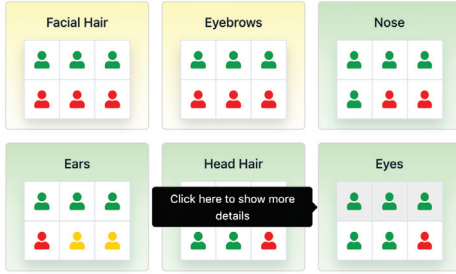 Facial Hair
Eyebrows
Nose
Ears
Head Hair
Eyes
Click here to show more
details